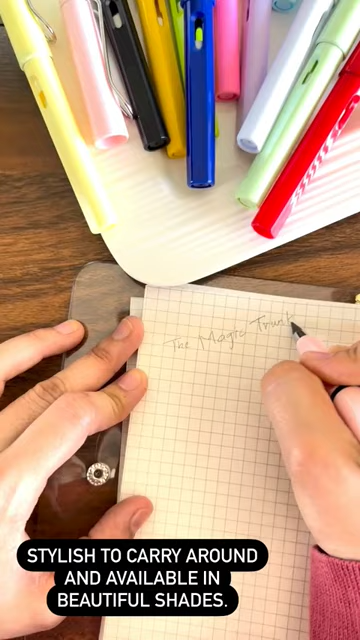 The Magic Trunk
STYLISH TO CARRY AROUND
AND AVAILABLE IN
BEAUTIFUL SHADES.